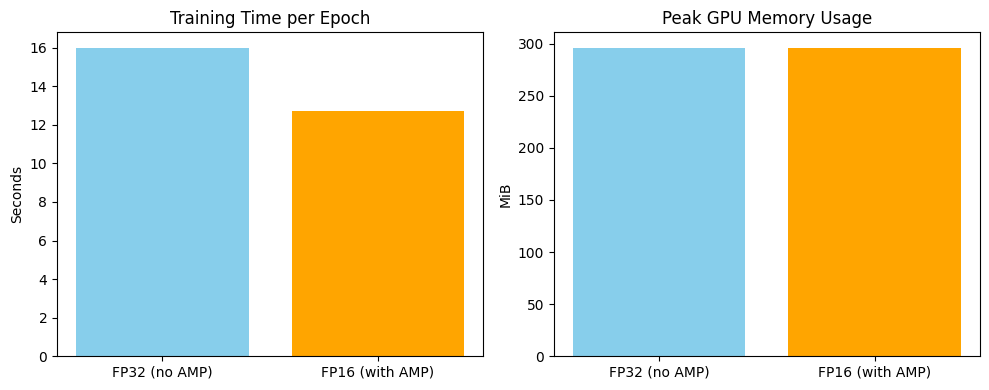 Training Time per Epoch
Seconds
16
14
12
10
8
6
4
2
0
FP32 (no AMP)
FP16 (with AMP)
Peak GPU Memory Usage
MiB
300
250
200
150
100
50
0
FP32 (no AMP)
FP16 (with AMP)